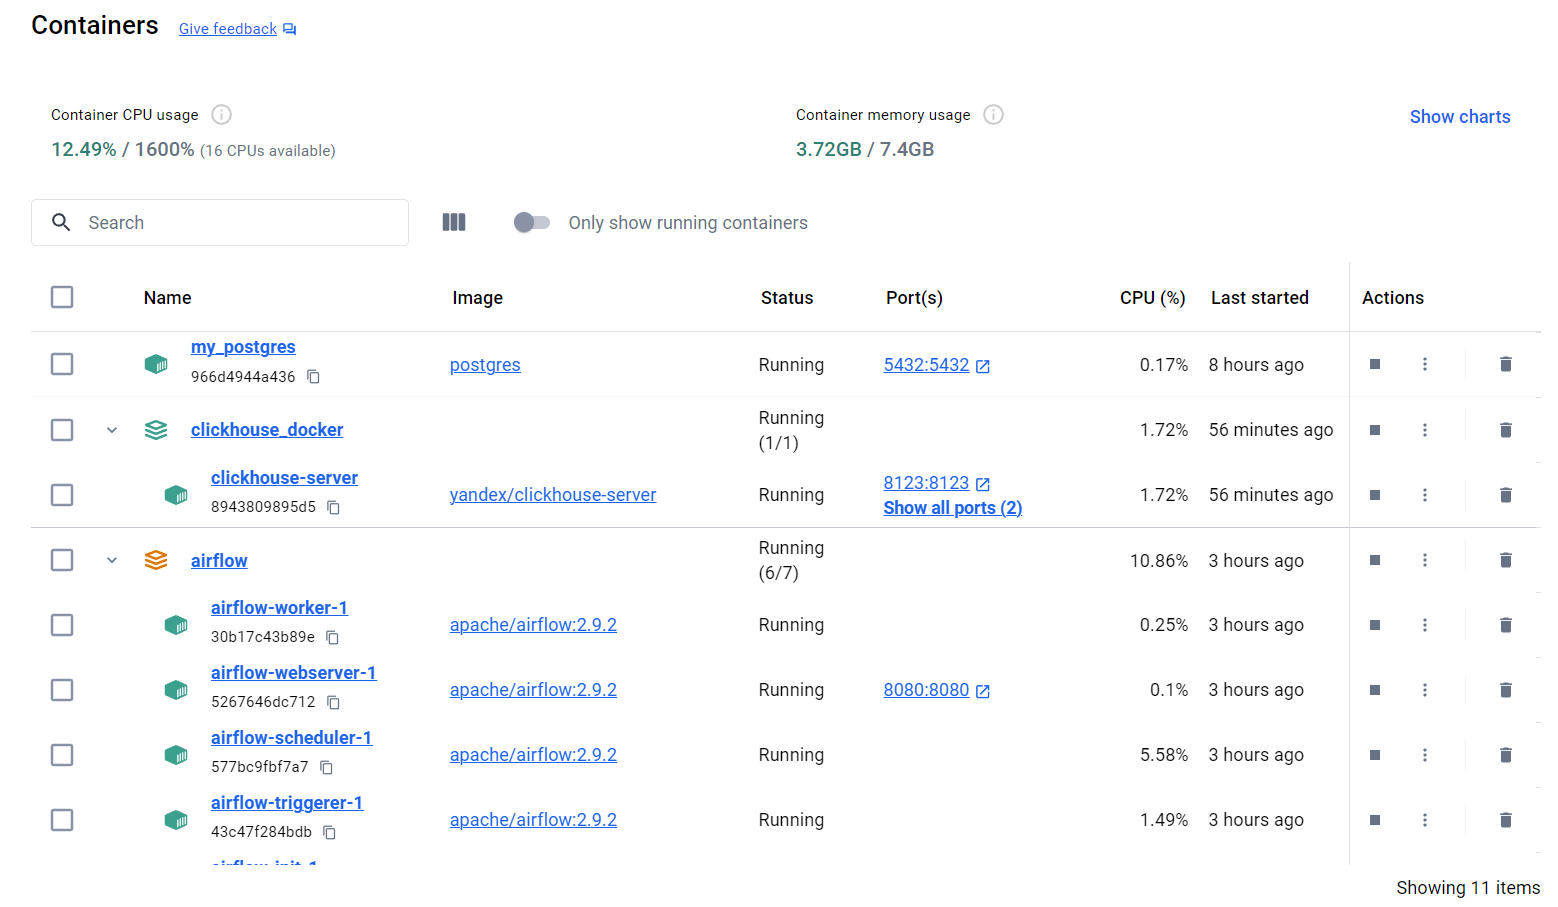 Containers Give feedback
Container CPU usage
12.49% / 1600% (16 CPUs available)
Container memory usage
3.72GB / 7.4GB
Show charts
Search
Only show running containers
Name Image Status Port(s) CPU (%) Last started Actions
my_postgres
966d4944a436
postgres Running 5432:5432 0.17% 8 hours ago
clickhouse_docker
Running
(1/1)
1.72% 56 minutes ago
clickhouse-server
8943809895d5
yandex/clickhouse-server Running
8123:8123
Show all ports (2)
1.72% 56 minutes ago
airflow
Running
(6/7)
10.86% 3 hours ago
airflow-worker-1
30b17c43b89e
apache/airflow:2.9.2 Running 0.25% 3 hours ago
airflow-webserver-1
5267646dc712
apache/airflow:2.9.2 Running 8080:8080 0.1% 3 hours ago
airflow-scheduler-1
577bc9fbf7a7
apache/airflow:2.9.2 Running 5.58% 3 hours ago
airflow-triggerer-1
43c47f284bdb
apache/airflow:2.9.2 Running 1.49% 3 hours ago
airflow-init-1
Showing 11 items